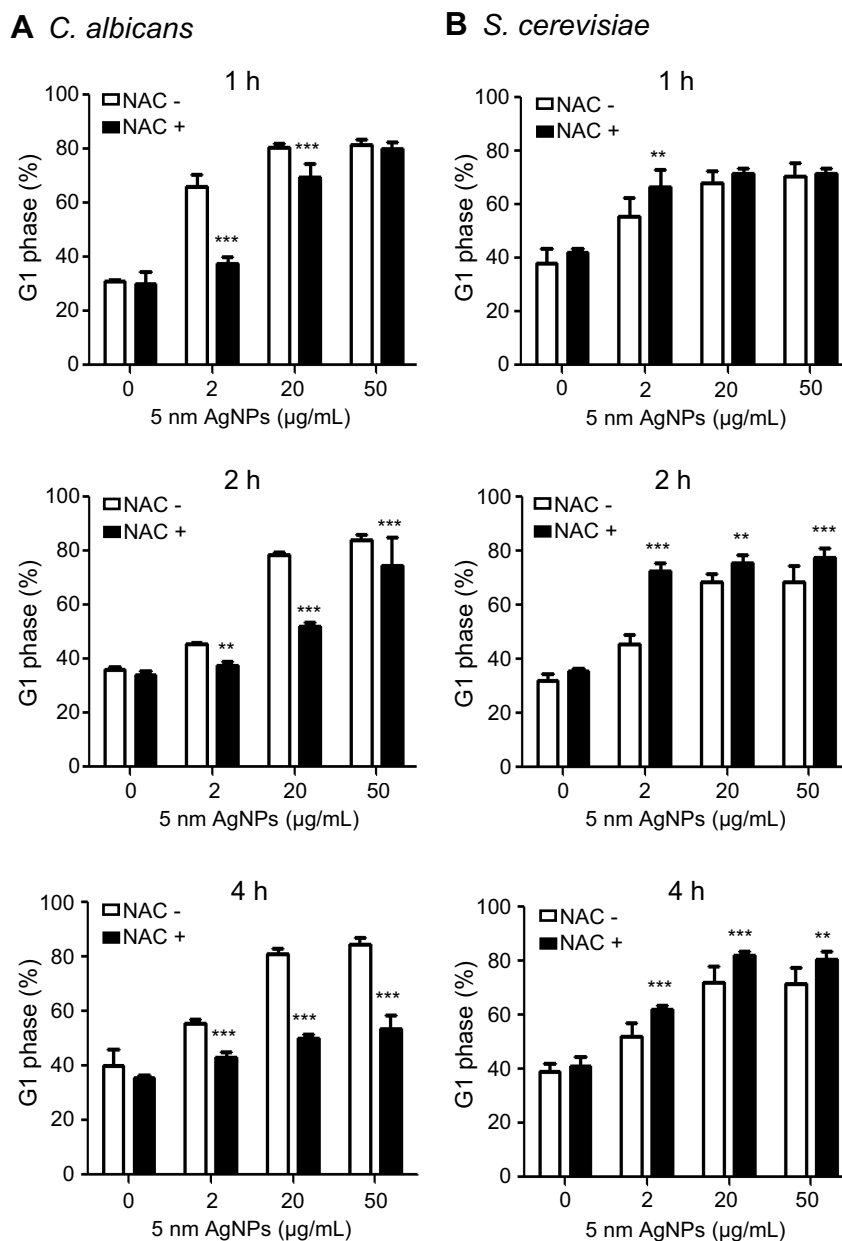 A C. albicans
1 h
NAC -
NAC +
G1 phase (%)
100
80
60
40
20
0
***
***
0 2 20 50
5 nm AgNPs (µg/mL)
2 h
NAC -
NAC +
G1 phase (%)
100
80
60
40
20
0
**
***
***
0 2 20 50
5 nm AgNPs (µg/mL)
4 h
NAC -
NAC +
G1 phase (%)
100
80
60
40
20
0
***
***
***
0 2 20 50
5 nm AgNPs (µg/mL)
B S. cerevisiae
1 h
NAC -
NAC +
G1 phase (%)
100
80
60
40
20
0
**
0 2 20 50
5 nm AgNPs (µg/mL)
2 h
NAC -
NAC +
G1 phase (%)
100
80
60
40
20
0
***
**
***
0 2 20 50
5 nm AgNPs (µg/mL)
4 h
NAC -
NAC +
G1 phase (%)
100
80
60
40
20
0
***
***
**
0 2 20 50
5 nm AgNPs (µg/mL)